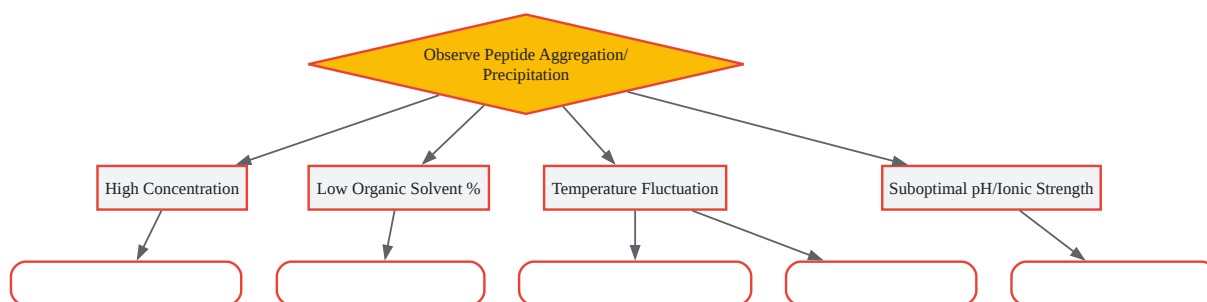 Observe Peptide Aggregation/
Precipitation
High Concentration
Low Organic Solvent %
Temperature Fluctuation
Suboptimal pH/Ionic Strength